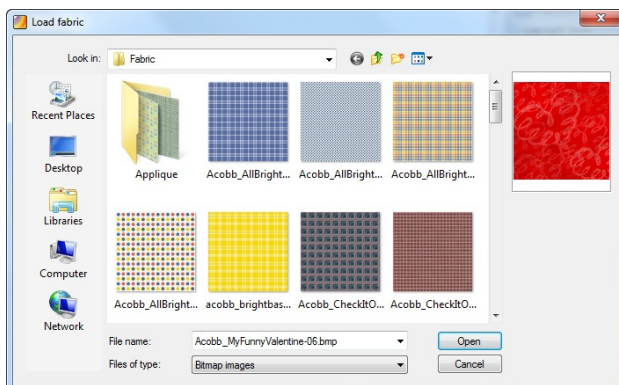 Load fabric
Look in:
Fabric
Recent Places
Desktop
Libraries
Computer
Network
Applique
Acobb_AllBright...
Acobb_AllBright...
Acobb_AllBright...
Acobb_AllBright...
acobb_brightbas...
Acobb_CheckItO...
Acobb_CheckItO...
File name:
Acobb_MyFunnyValentine-06.bmp
Open
Files of type:
Bitmap images
Cancel